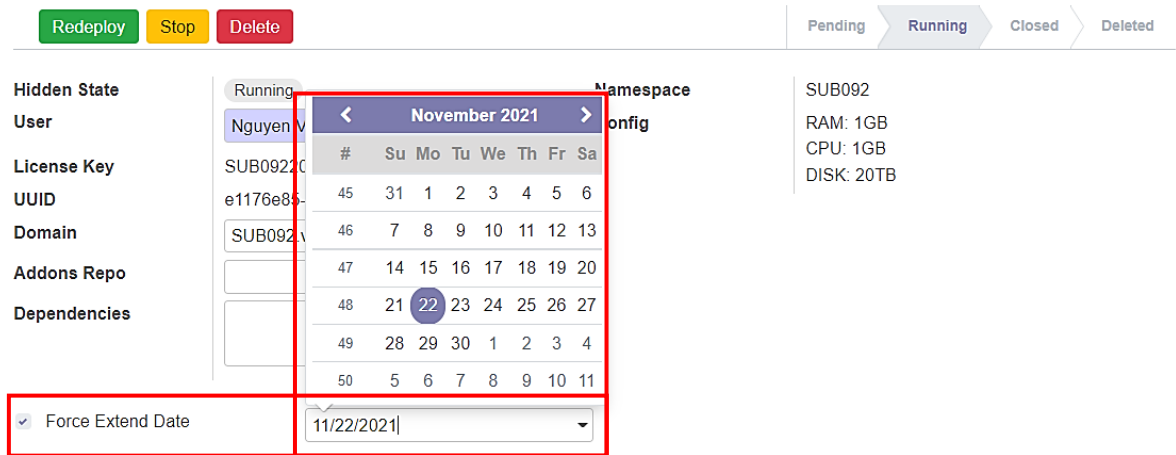 Redeploy Stop Delete Pending Running Closed Deleted
Hidden State Running Namespace SUB092
User Nguyen RAM: 1GB
CPU: 1GB
License Key SUB09220
DISK: 20TB
UUID e1176e85-
Domain SUB092.
Addons Repo
Dependencies
November 2021
# Su Mo Tu We Th Fr Sa
45 31 1 2 3 4 5 6
46 7 8 9 10 11 12 13
47 14 15 16 17 18 19 20
48 21 22 23 24 25 26 27
49 28 29 30 1 2 3 4
50 5 6 7 8 9 10 11
Force Extend Date 11/22/2021